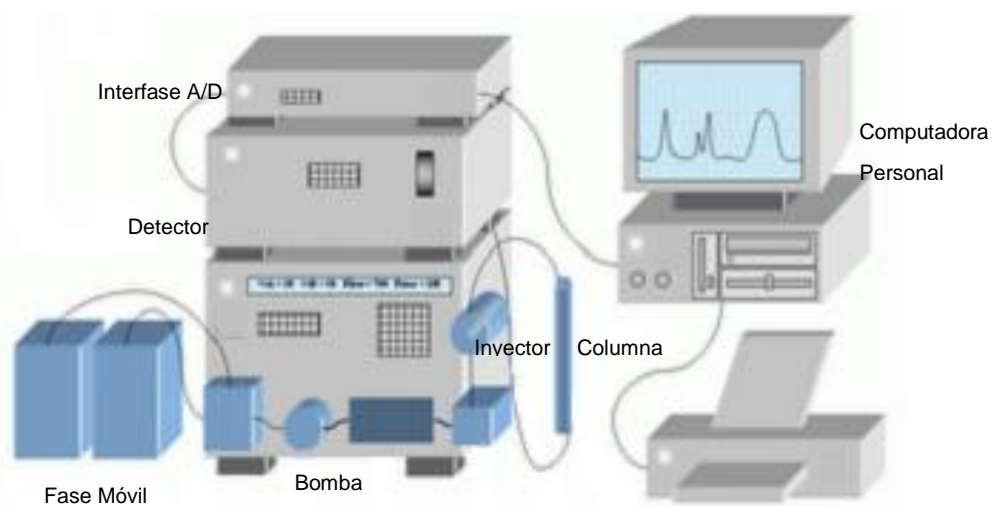 Interfase A/D
Computadora
Personal
Detector
Invector
Columna
Bomba
Fase Móvil